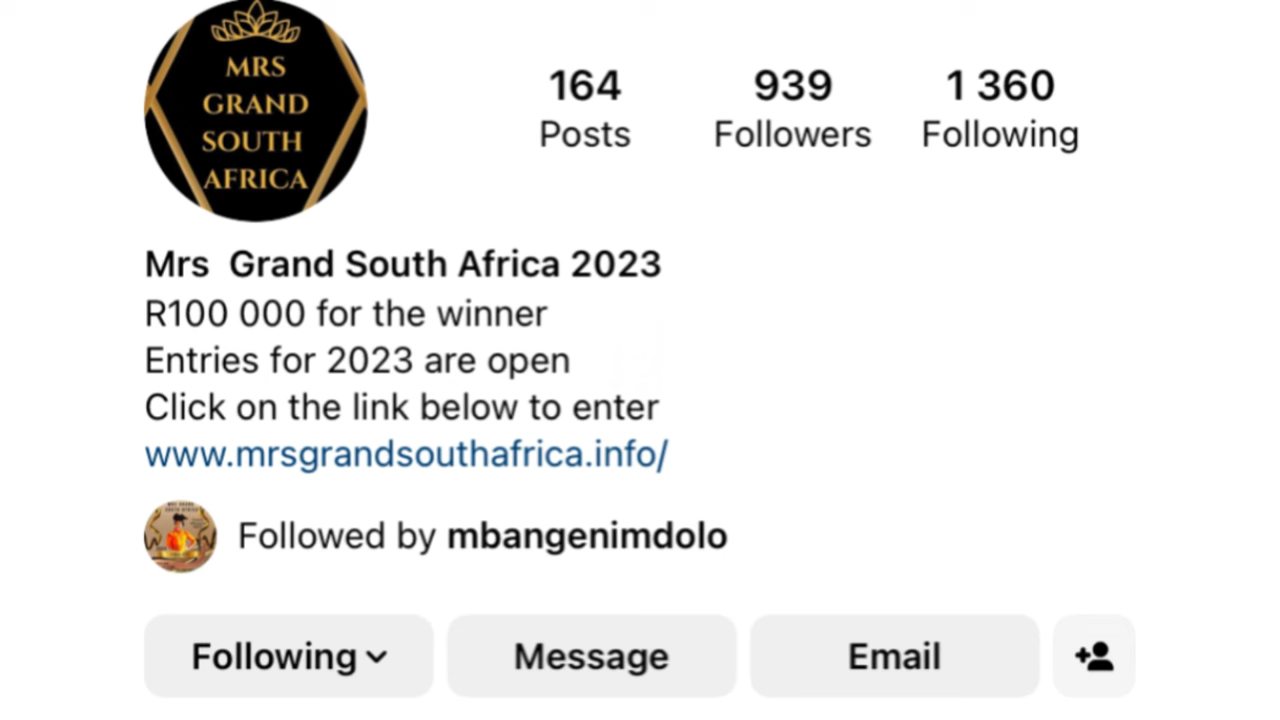 MRS
GRAND
SOUTH
AFRICA
164 939 1 360
Posts Followers Following
Mrs Grand South Africa 2023
R100 000 for the winner
Entries for 2023 are open
Click on the link below to enter
www.mrsgrandsouthafrica.info/
Followed by mbangenimdolo
Following Message Email